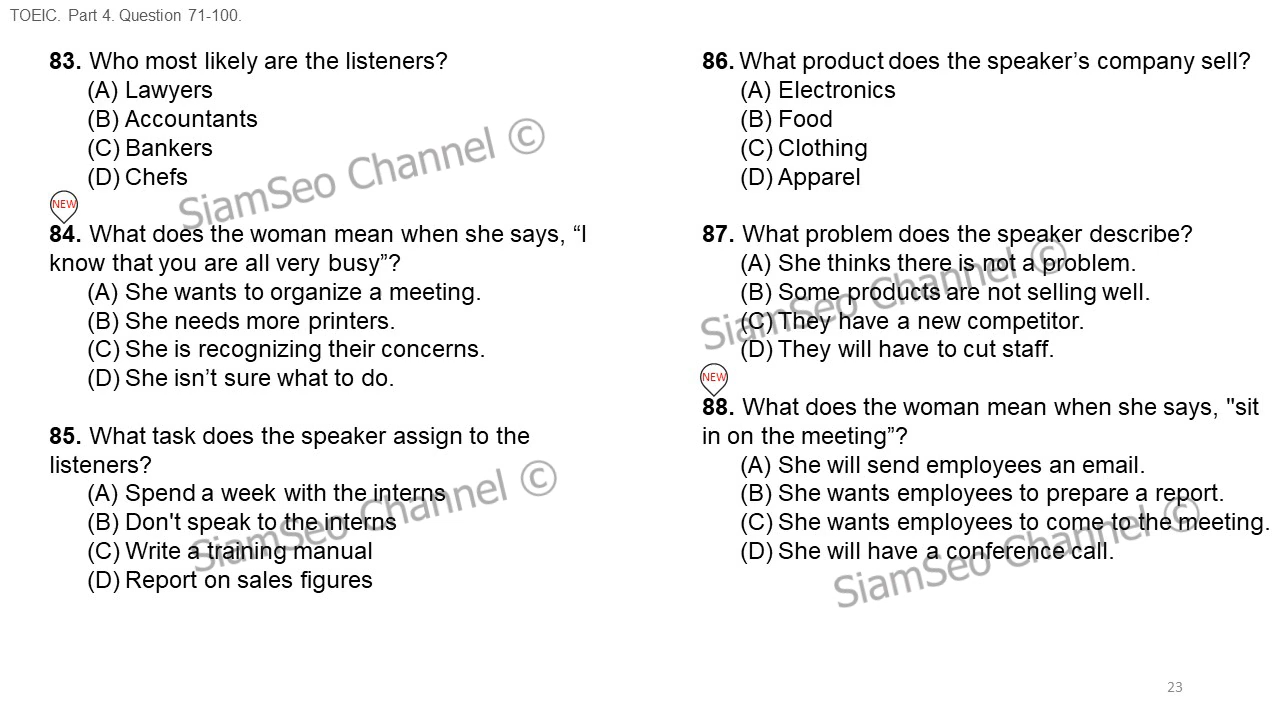 TOEIC. Part 4. Question 71-100.
83. Who most likely are the listeners?
(A) Lawyers
(B) Accountants
(C) Bankers
(D) Chefs
NEW
84. What does the woman mean when she says, “I
know that you are all very busy”?
(A) She wants to organize a meeting.
(B) She needs more printers.
(C) She is recognizing their concerns.
(D) She isn’t sure what to do.
85. What task does the speaker assign to the
listeners?
(A) Spend a week with the interns
(B) Don't speak to the interns
(C) Write a training manual
(D) Report on sales figures
86. What product does the speaker’s company sell?
(A) Electronics
(B) Food
(C) Clothing
(D) Apparel
87. What problem does the speaker describe?
(A) She thinks there is not a problem.
(B) Some products are not selling well.
(C) They have a new competitor.
(D) They will have to cut staff.
NEW
88. What does the woman mean when she says, "sit
in on the meeting”?
(A) She will send employees an email.
(B) She wants employees to prepare a report.
(C) She wants employees to come to the meeting.
(D) She will have a conference call.
SiamSeo Channel ©
SiamSeo Channel ©
SiamSeo Channel ©
SiamSeo Channel ©
23